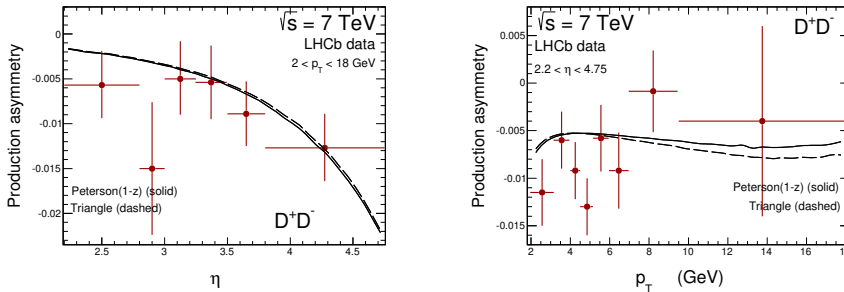 √s = 7 TeV
LHCb data
2 < p_T < 18 GeV
Production asymmetry
0
-0.005
-0.01
-0.015
-0.02
Peterson(1-z) (solid)
Triangle (dashed)
D⁺D⁻
2.5 3 3.5 4 4.5
η
√s = 7 TeV
D⁺D⁻
LHCb data
2.2 < η < 4.75
Production asymmetry
0.005
0
-0.005
-0.01
-0.015
Peterson(1-z) (solid)
Triangle (dashed)
2 4 6 8 10 12 14 16
p_T (GeV)